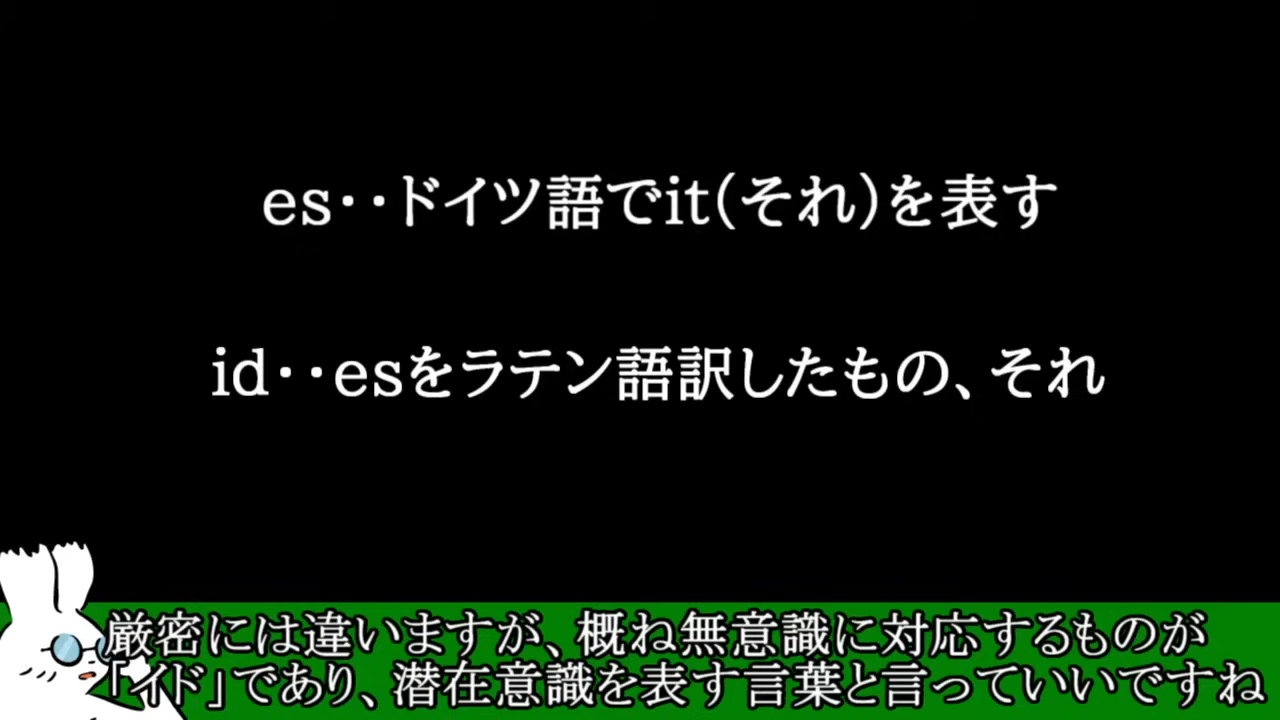 es・・ドイツ語でit(それ)を表す
id・・esをラテン語訳したもの、それ
厳密には違いますが、概ね無意識に対応するものが
「イド」であり、潜在意識を表す言葉と言っていいですね